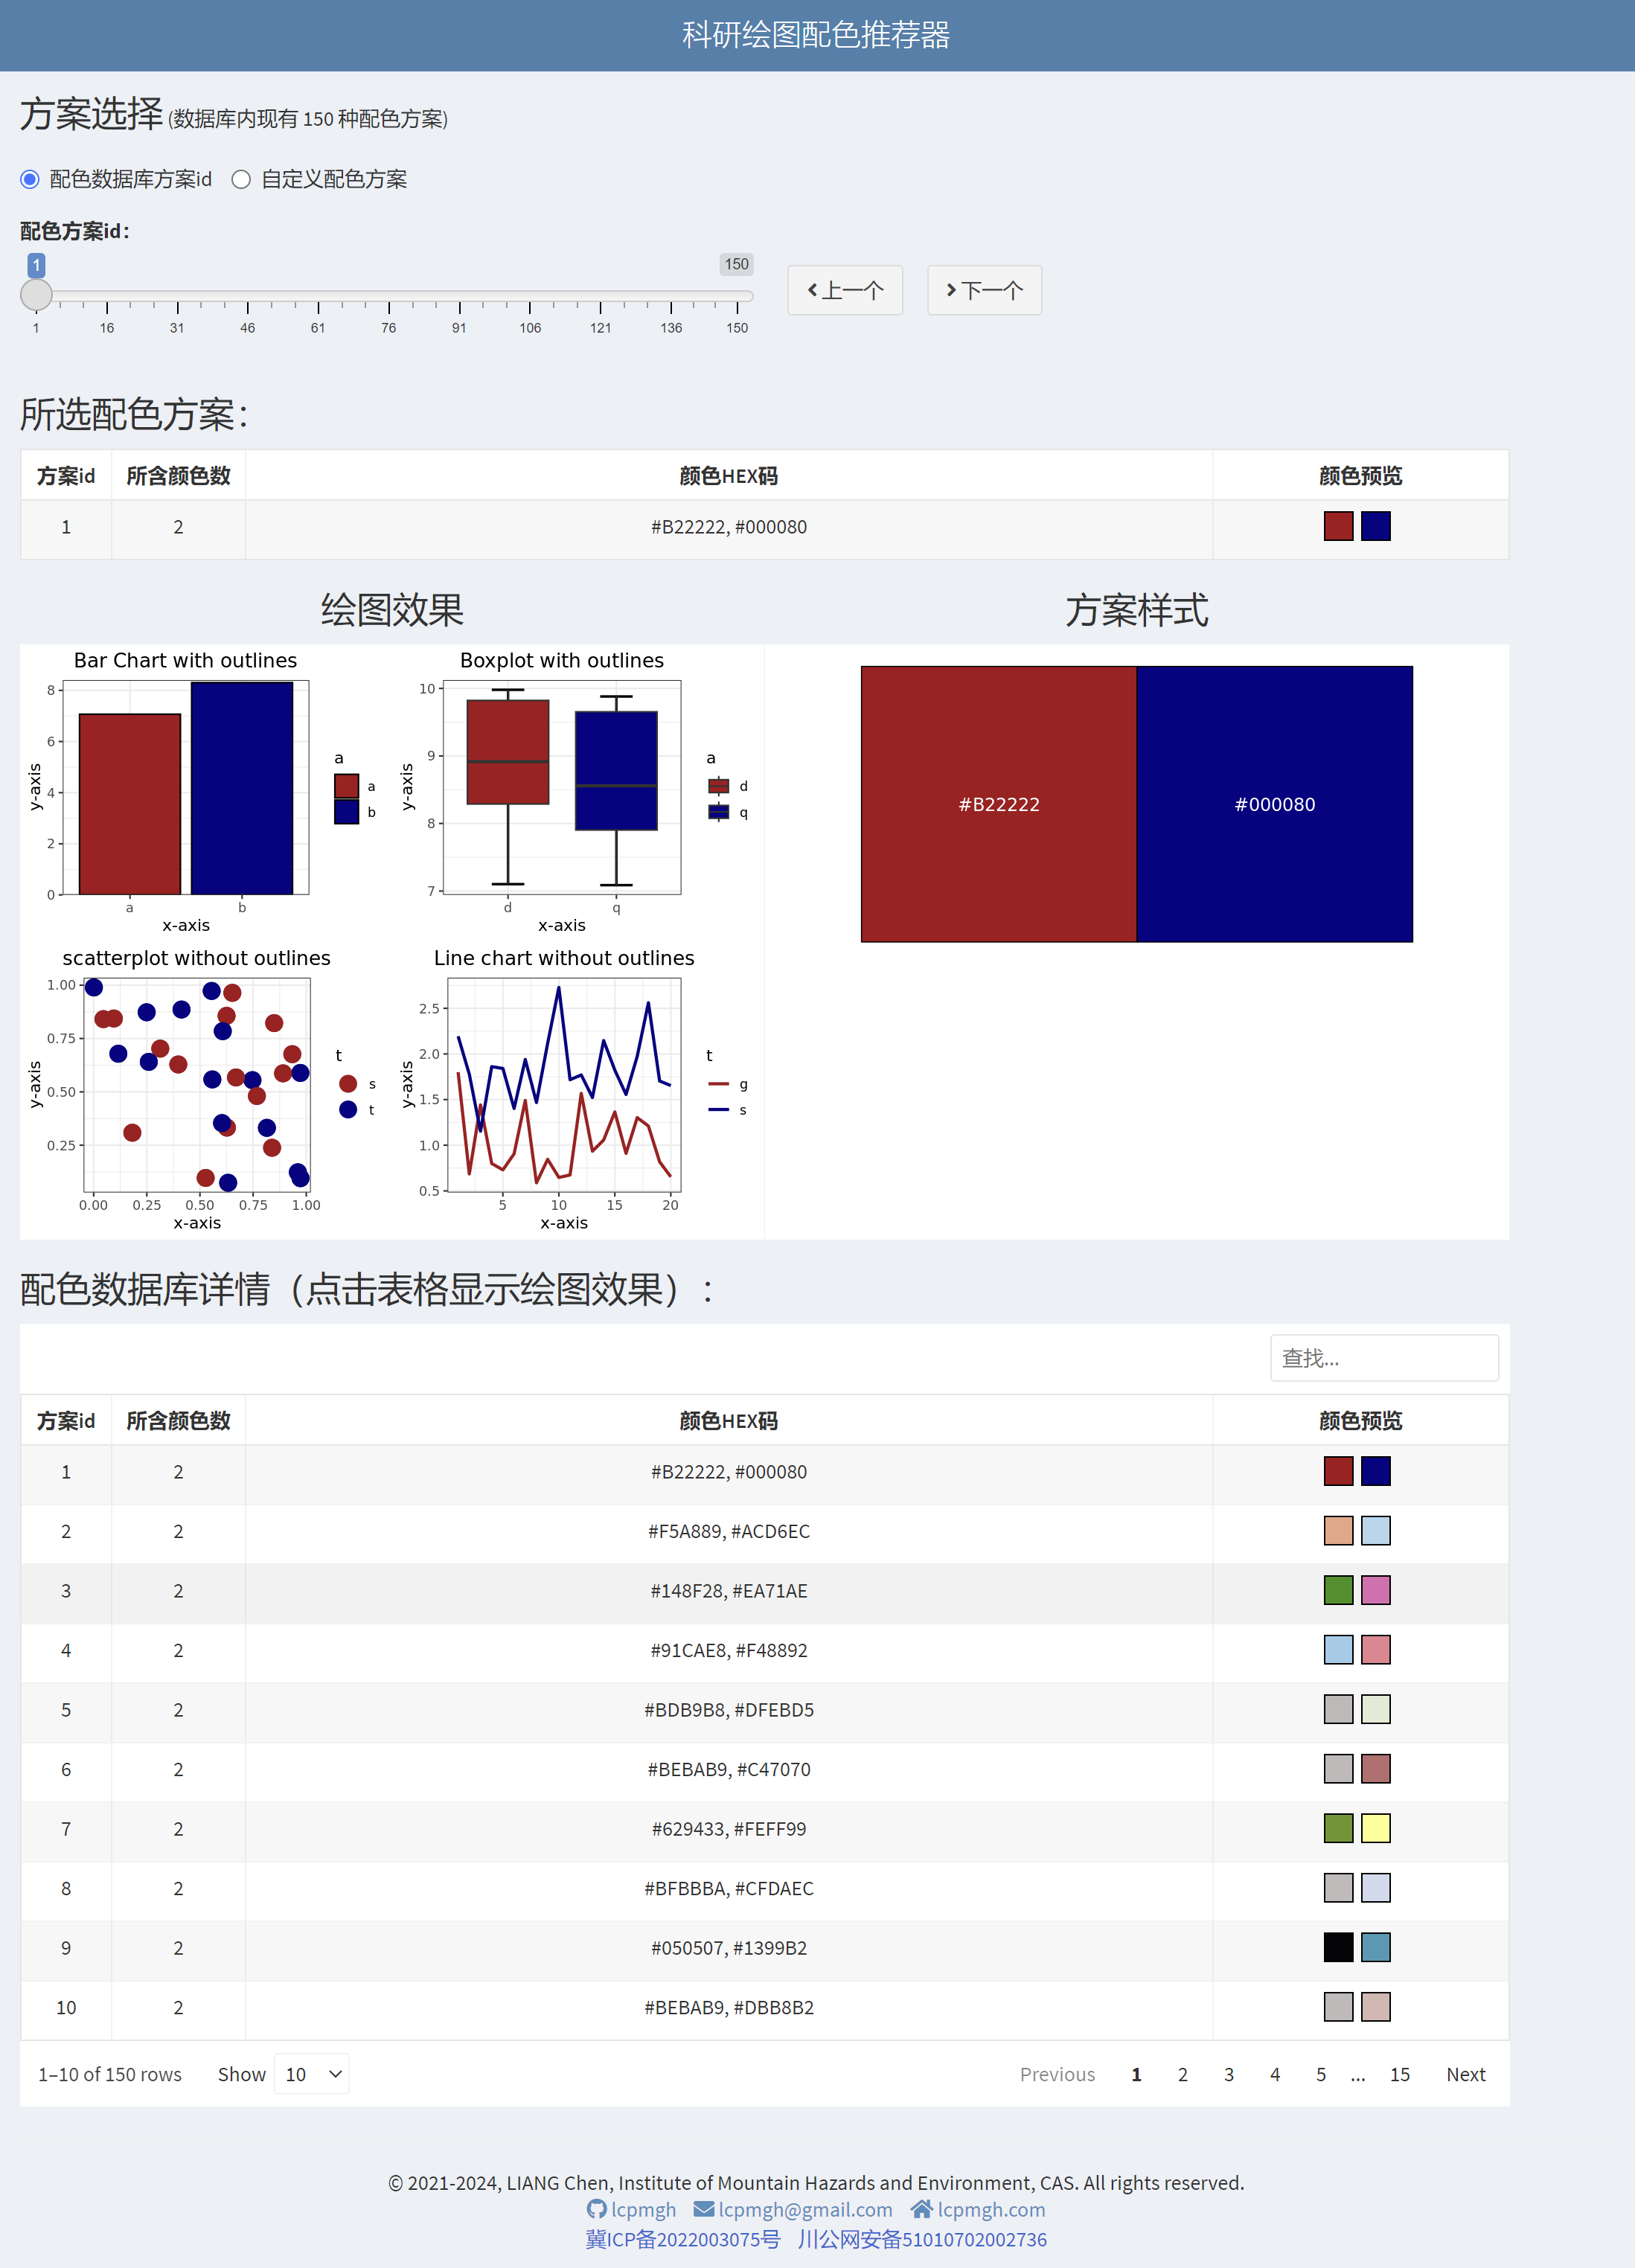 科研绘图配色推荐器
方案选择 (数据库内现有 150 种配色方案)
配色数据库方案id 自定义配色方案
配色方案id：
1 150
上一个 下一个
1 16 31 46 61 76 91 106 121 136 150
所选配色方案：
方案id 所含颜色数 颜色HEX码 颜色预览
1 2 #B22222, #000080
绘图效果 方案样式
Bar Chart with outlines
y-axis
8
6
4
2
0
a b
x-axis
a
a
b
Boxplot with outlines
y-axis
10
9
8
7
d q
x-axis
a
d
q
#B22222 #000080
scatterplot without outlines
y-axis
1.00
0.75
0.50
0.25
0.00 0.25 0.50 0.75 1.00
x-axis
t
s
t
Line chart without outlines
y-axis
2.5
2.0
1.5
1.0
0.5
5 10 15 20
x-axis
t
g
s
配色数据库详情（点击表格显示绘图效果）：
查找...
方案id 所含颜色数 颜色HEX码 颜色预览
1 2 #B22222, #000080
2 2 #F5A889, #ACD6EC
3 2 #148F28, #EA71AE
4 2 #91CAE8, #F48892
5 2 #BDB9B8, #DFEBD5
6 2 #BEBAB9, #C47070
7 2 #629433, #FEFF99
8 2 #BFBBBA, #CFDAEC
9 2 #050507, #1399B2
10 2 #BEBAB9, #DBB8B2
1–10 of 150 rows Show 10 Previous 1 2 3 4 5 ... 15 Next
© 2021-2024, LIANG Chen, Institute of Mountain Hazards and Environment, CAS. All rights reserved.
lcpmgh lcpmgh@gmail.com lcpmgh.com
冀ICP备2022003075号 川公网安备51010702002736